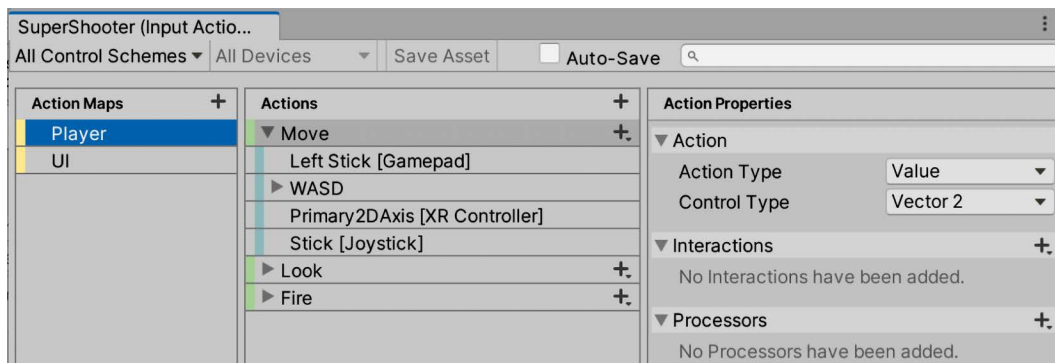 SuperShooter (Input Actio...
All Control Schemes All Devices Save Asset Auto-Save
Action Maps + Actions + Action Properties
Player Move + Action
UI Left Stick [Gamepad] Action Type Value
WASD Control Type Vector 2
Primary2DAxis [XR Controller]
Stick [Joystick] Interactions +
Look + No Interactions have been added.
Fire +
Processors +
No Processors have been added.